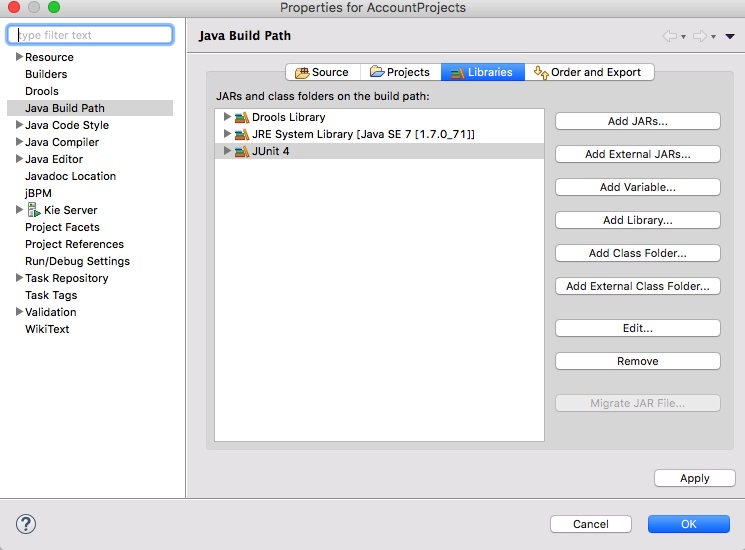 Properties for AccountProjects
type filter text
Resource
Builders
Drools
Java Build Path
Java Code Style
Java Compiler
Java Editor
Javadoc Location
jBPM
Kie Server
Project Facets
Project References
Run/Debug Settings
Task Repository
Task Tags
Validation
WikiText
Java Build Path
Source Projects Libraries Order and Export
JARs and class folders on the build path:
Drools Library
JRE System Library [Java SE 7 [1.7.0_71]]
JUnit 4
Add JARs...
Add External JARs...
Add Variable...
Add Library...
Add Class Folder...
Add External Class Folder...
Edit...
Remove
Migrate JAR File...
Apply
?
Cancel OK